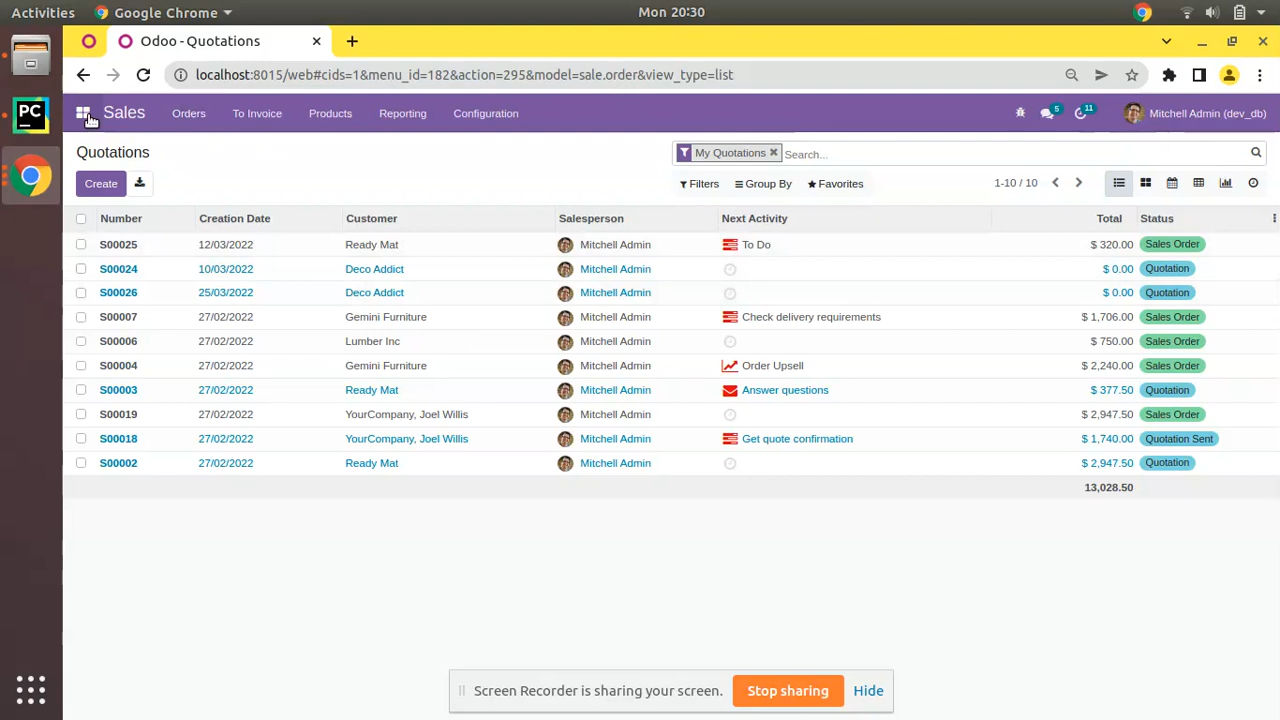 Activities Google Chrome Mon 20:30
Odoo - Quotations
localhost:8015/web#cids=1&menu_id=182&action=295&model=sale.order&view_type=list
Sales Orders To Invoice Products Reporting Configuration 5 11 Mitchell Admin (dev_db)
Quotations My Quotations Search...
Create Filters Group By Favorites 1-10 / 10
Number Creation Date Customer Salesperson Next Activity Total Status
S00025 12/03/2022 Ready Mat Mitchell Admin To Do $ 320.00 Sales Order
S00024 10/03/2022 Deco Addict Mitchell Admin $ 0.00 Quotation
S00026 25/03/2022 Deco Addict Mitchell Admin $ 0.00 Quotation
S00007 27/02/2022 Gemini Furniture Mitchell Admin Check delivery requirements $ 1,706.00 Sales Order
S00006 27/02/2022 Lumber Inc Mitchell Admin $ 750.00 Sales Order
S00004 27/02/2022 Gemini Furniture Mitchell Admin Order Upsell $ 2,240.00 Sales Order
S00003 27/02/2022 Ready Mat Mitchell Admin Answer questions $ 377.50 Quotation
S00019 27/02/2022 YourCompany, Joel Willis Mitchell Admin $ 2,947.50 Sales Order
S00018 27/02/2022 YourCompany, Joel Willis Mitchell Admin Get quote confirmation $ 1,740.00 Quotation Sent
S00002 27/02/2022 Ready Mat Mitchell Admin $ 2,947.50 Quotation
13,028.50
PC
Screen Recorder is sharing your screen. Stop sharing Hide